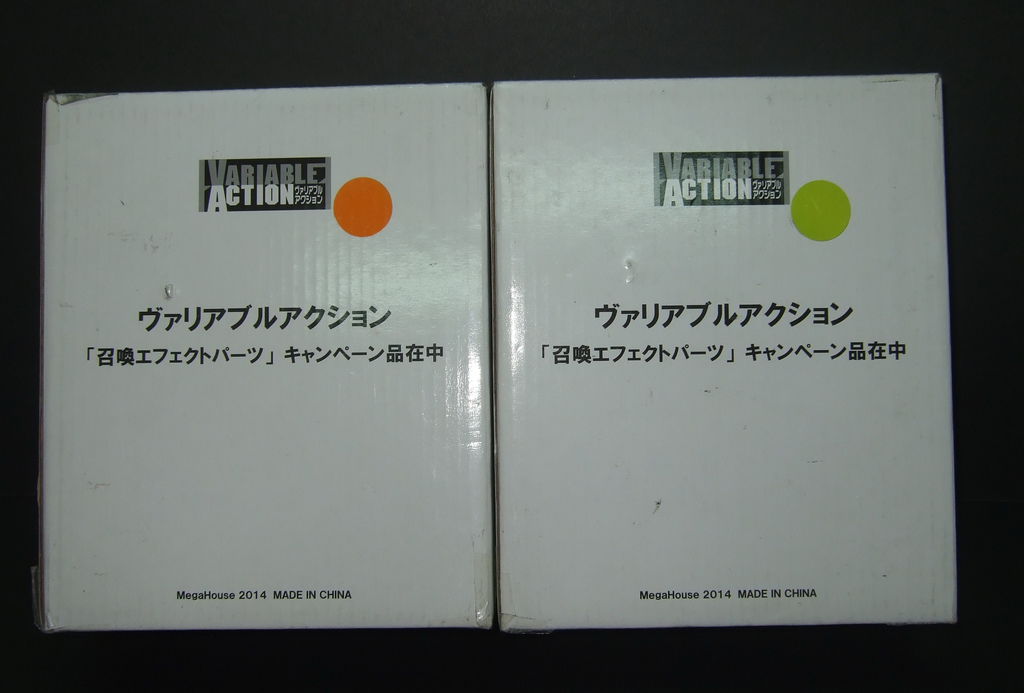 VARIABLE
ACTION ヴァリアブル
アクション
ヴァリアブルアクション
「召喚エフェクトパーツ」キャンペーン品在中
MegaHouse 2014 MADE IN CHINA
VARIABLE
ACTION ヴァリアブル
アクション
ヴァリアブルアクション
「召喚エフェクトパーツ」キャンペーン品在中
MegaHouse 2014 MADE IN CHINA